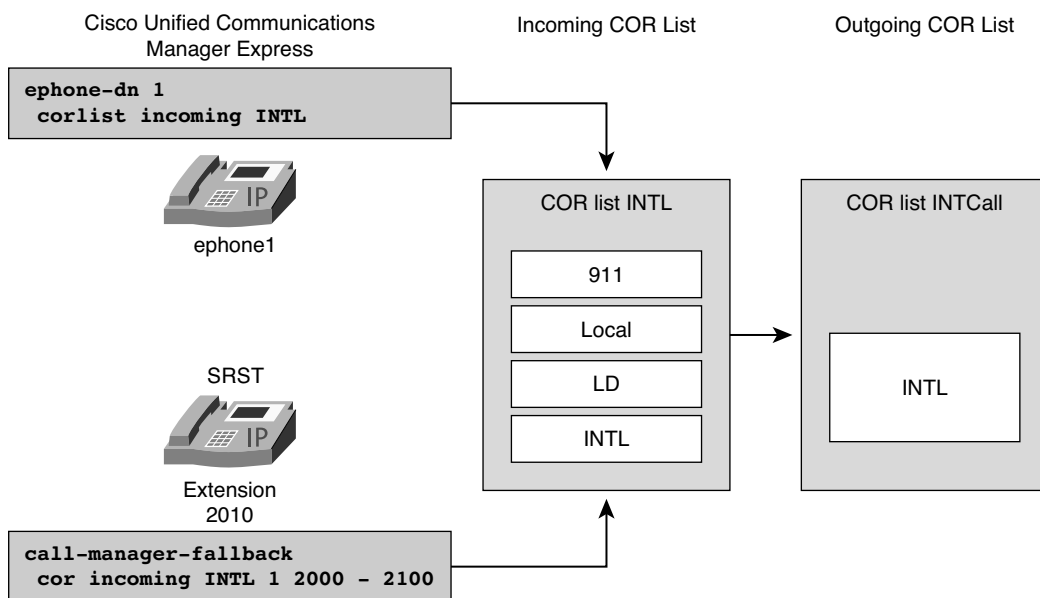 Cisco Unified Communications
Manager Express
Incoming COR List
Outgoing COR List
ephone-dn 1
corlist incoming INTL
IP
ephone1
COR list INTL
911
Local
LD
INTL
COR list INTCall
INTL
SRST
IP
Extension
2010
call-manager-fallback
cor incoming INTL 1 2000 - 2100